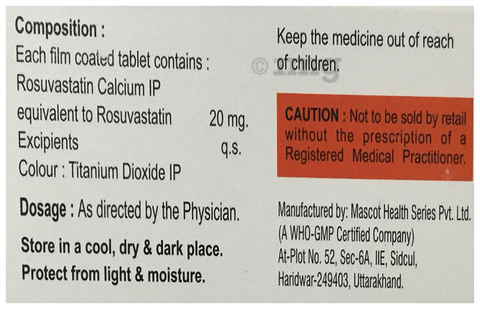 Composition :
Each film coated tablet contains :
Rosuvastatin Calcium IP
equivalent to Rosuvastatin 20 mg.
Excipients q.s.
Colour : Titanium Dioxide IP
Dosage : As directed by the Physician.
Store in a cool, dry & dark place.
Protect from light & moisture.
Keep the medicine out of reach
of children.
CAUTION : Not to be sold by retail
without the prescription of a
Registered Medical Practitioner.
Manufactured by: Mascot Health Series Pvt. Ltd.
(A WHO-GMP Certified Company)
At-Plot No. 52, Sec-6A, IIE, Sidcul,
Haridwar-249403, Uttarakhand.